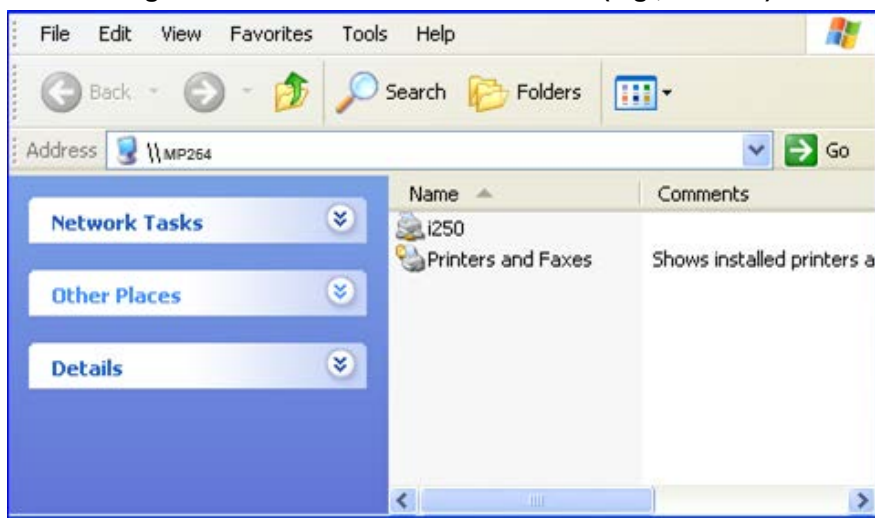 File Edit View Favorites Tools Help
Back Search Folders
Address \\MP264 Go
Name Comments
Network Tasks
i250
Printers and Faxes Shows installed printers a
Other Places
Details